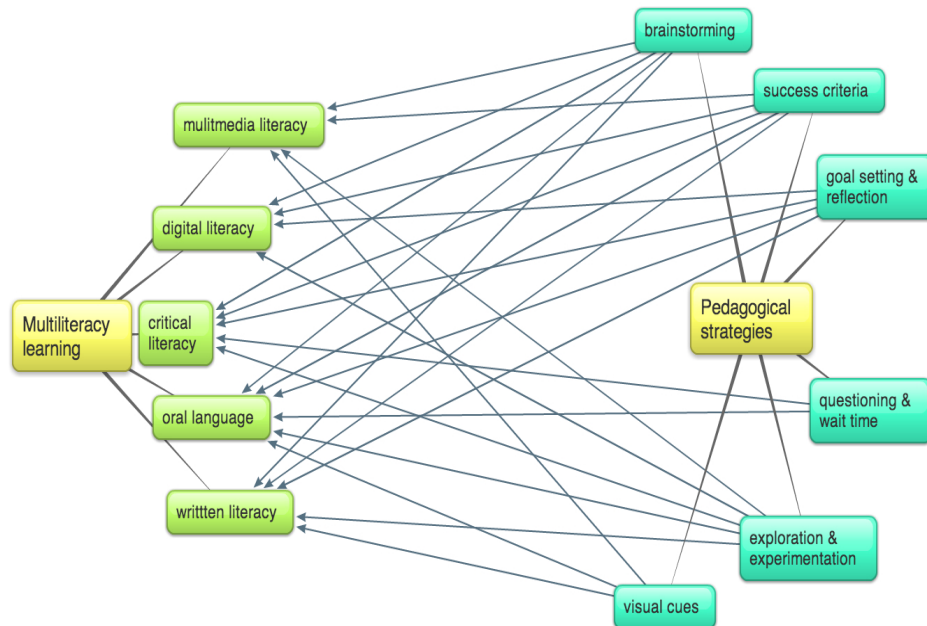 brainstorming
success criteria
mulitmedia literacy
goal setting &
reflection
digital literacy
Multiliteracy
learning
critical
literacy
Pedagogical
strategies
oral language
questioning &
wait time
writtten literacy
exploration &
experimentation
visual cues